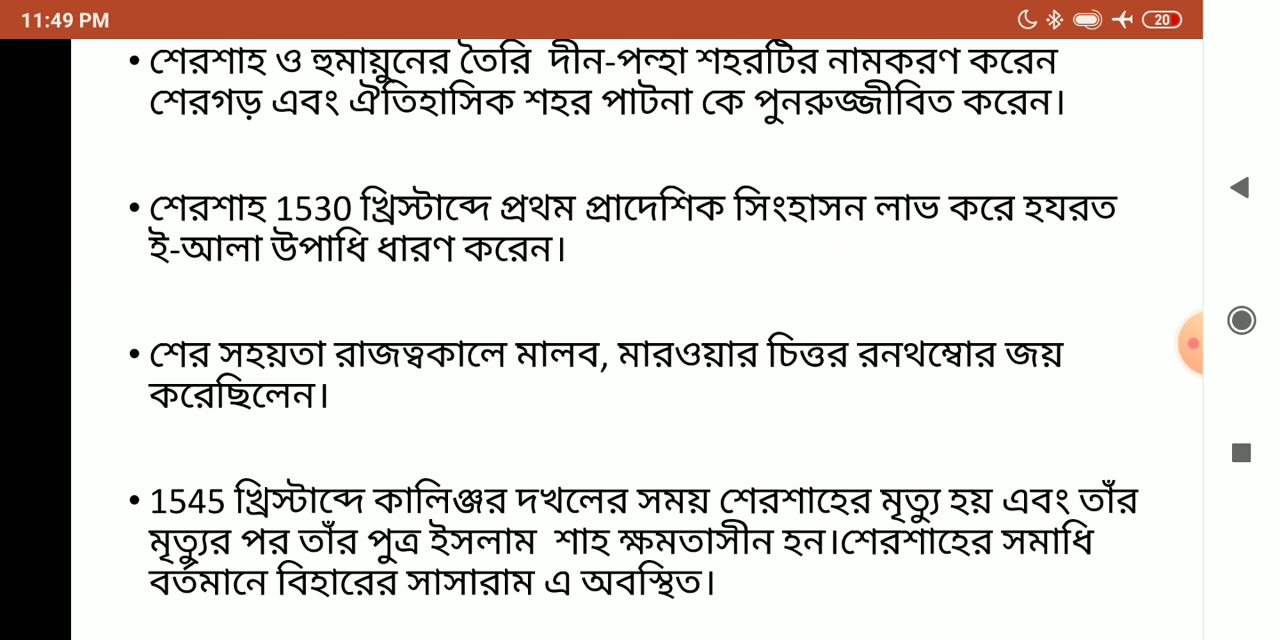 11:49 PM
20
• শেরশাহ ও হুমায়ুনের তৈরি দীন-পন্হা শহরটির নামকরণ করেন
শেরগড় এবং ঐতিহাসিক শহর পাটনা কে পুনরুজ্জীবিত করেন।
• শেরশাহ 1530 খ্রিস্টাব্দে প্রথম প্রাদেশিক সিংহাসন লাভ করে হযরত
ই-আলা উপাধি ধারণ করেন।
• শের সহয়তা রাজত্বকালে মালব, মারওয়ার চিত্তর রনথম্বোর জয়
করেছিলেন।
• 1545 খ্রিস্টাব্দে কালিঞ্জর দখলের সময় শেরশাহের মৃত্যু হয় এবং তাঁর
মৃত্যুর পর তাঁর পুত্র ইসলাম শাহ ক্ষমতাসীন হন।শেরশাহের সমাধি
বর্তমানে বিহারের সাসারাম এ অবস্থিত।